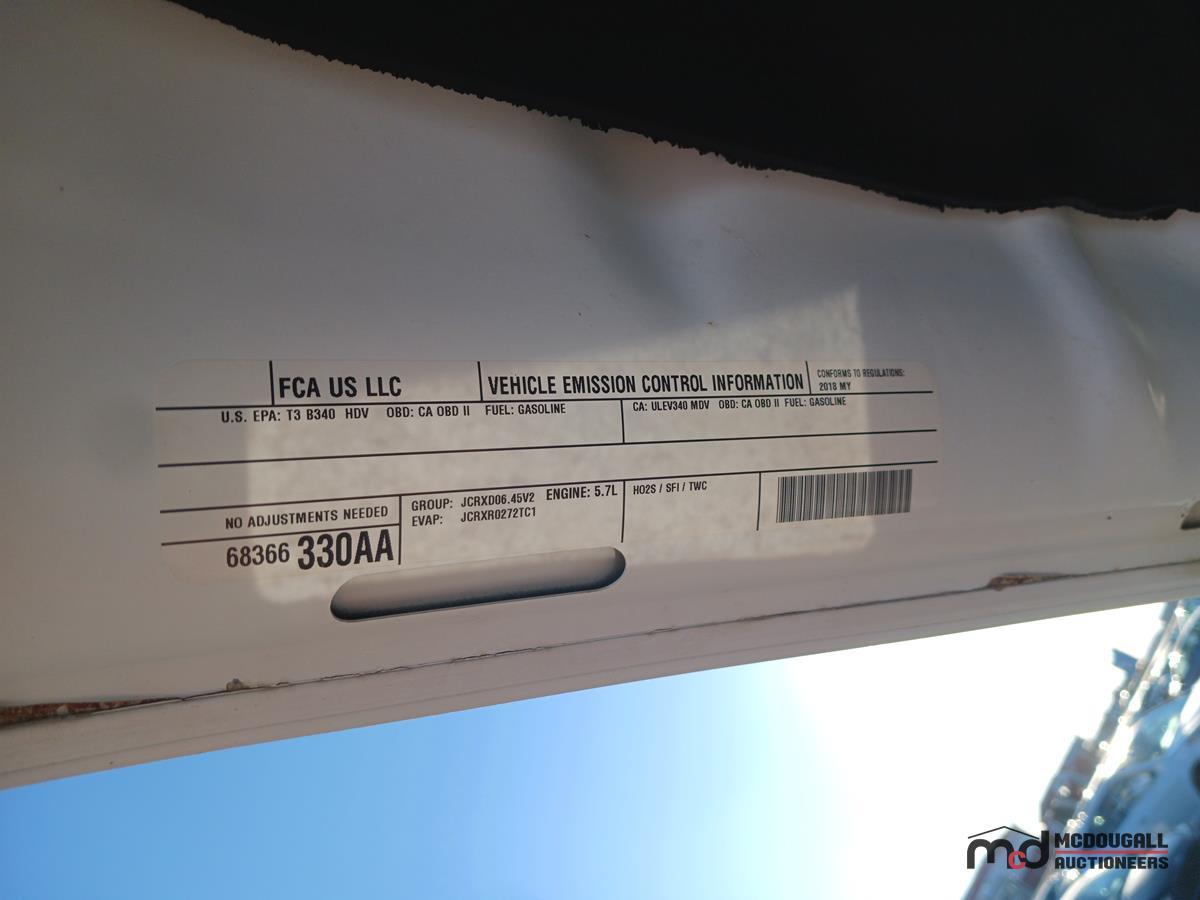 FCA US LLC
VEHICLE EMISSION CONTROL INFORMATION
CONFORMS TO REGULATIONS:
2018 MY
U.S. EPA: T3 B340 HDV OBD: CA OBD II FUEL: GASOLINE
CA: ULEV340 MDV OBD: CA OBD II FUEL: GASOLINE
NO ADJUSTMENTS NEEDED
68366 330AA
GROUP: JCRXD06.45V2 ENGINE: 5.7L
EVAP: JCRXR0272TC1
HO2S / SFI / TWC
mcd MCDOUGALL
AUCTIONEERS